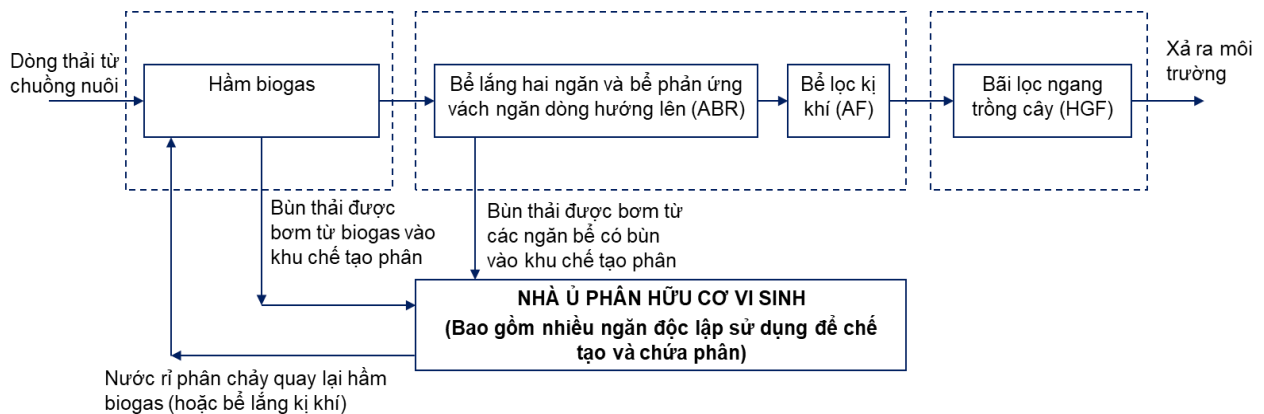 Dòng thải từ
chuồng nuôi
Hầm biogas
Bể lắng hai ngăn và bể phản ứng
vách ngăn dòng hướng lên (ABR)
Bể lọc kị
khí (AF)
Bãi lọc ngang
trồng cây (HGF)
Xả ra môi
trường
Bùn thải được
bơm từ biogas vào
khu chế tạo phân
Bùn thải được bơm từ
các ngăn bể có bùn
vào khu chế tạo phân
NHÀ Ủ PHÂN HỮU CƠ VI SINH
(Bao gồm nhiều ngăn độc lập sử dụng để chế
tạo và chứa phân)
Nước rỉ phân chảy quay lại hầm
biogas (hoặc bể lắng kị khí)